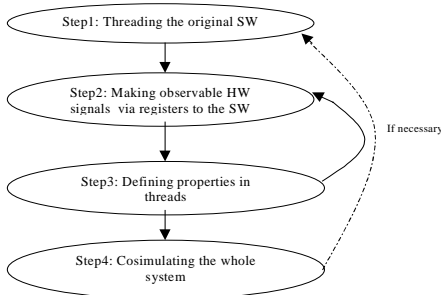 Step1: Threading the original SW
Step2: Making observable HW
signals via registers to the SW
If necessary
Step3: Defining properties in
threads
Step4: Cosimulating the whole
system